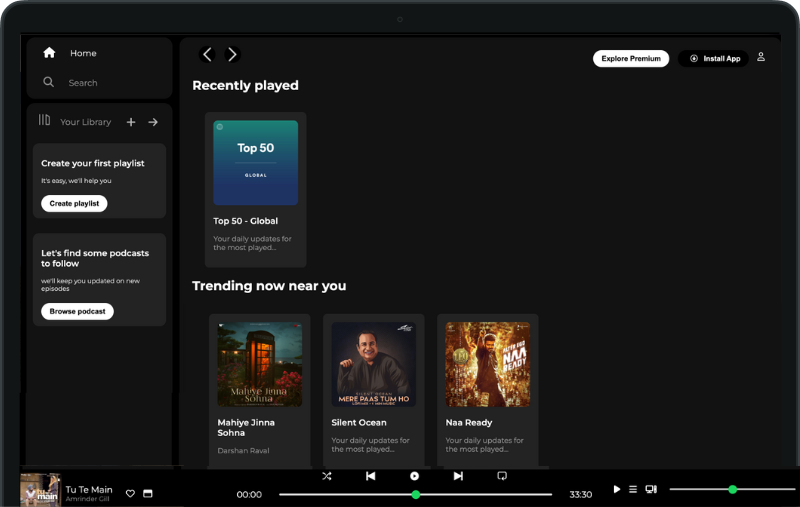 Home
Search
Your Library
Create your first playlist
It's easy, we'll help you
Create playlist
Let's find some podcasts
to follow
we'll keep you updated on new
episodes
Browse podcast
Explore Premium
Install App
Recently played
Top 50
GLOBAL
Top 50 - Global
Your daily updates for
the most played...
Trending now near you
Mahiye Jinna
Sohna
Mahiye Jinna
Sohna
Darshan Raval
SILENT OCEAN
MERE PAAS TUM HO
Silent Ocean
Your daily updates for
the most played...
NAA
READY
Naa Ready
Your daily updates for
the most played...
main
Tu Te Main
Amrinder Gill
00:00
33:30